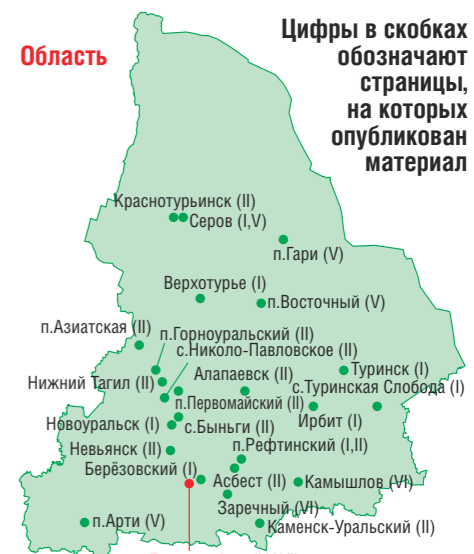 Область
Цифры в скобках
обозначают
страницы,
на которых
опубликован
материал
Краснотурьинск (II)
Серов (I,V)
п.Гари (V)
Верхотурье (I)
п.Восточный (V)
п.Азиатская (II)
п.Горноуральский (II)
с.Николо-Павловское (II)
Нижний Тагил (II)
Алапаевск (II)
Туринск (I)
с.Туринская Слобода (I)
п.Первомайский (II)
Ирбит (I)
Новоуральск (I)
с.Быньги (II)
Невьянск (II)
п.Рефтинский (I,II)
Берёзовский (I)
Асбест (II)
Камышлов (VI)
Заречный (VI)
п.Арти (V)
Каменск-Уральский (II)